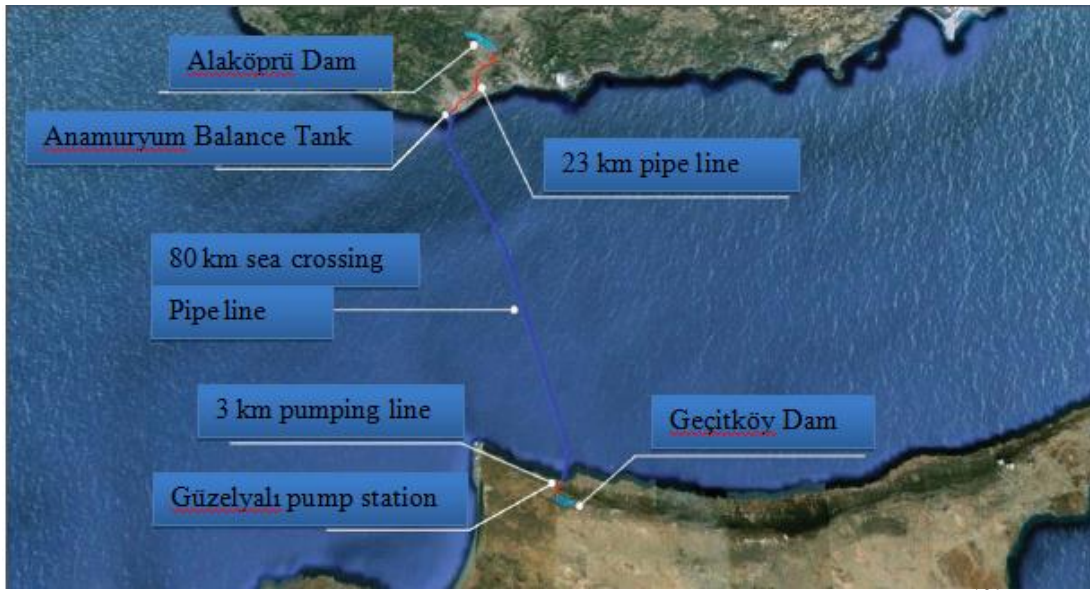 Alaköprü Dam
Anamuryum Balance Tank
23 km pipe line
80 km sea crossing
Pipe line
3 km pumping line
Geçitköy Dam
Güzelyalı pump station